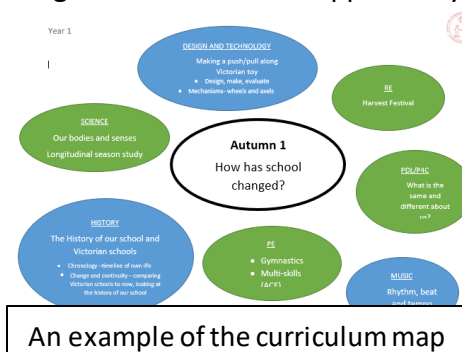 Year 1
DESIGN AND TECHNOLOGY
Making a push/pull along
Victorian toy
• Design, make, evaluate
• Mechanisms- wheels and axels
RE
Harvest Festival
SCIENCE
Our bodies and senses
Longitudinal season study
Autumn 1
How has school
changed?
PDL/P4C
What is the
same and
different about
us?
HISTORY
The History of our school and
Victorian schools
• Chronology –timeline of own life
• Change and continuity – comparing
Victorian schools to now, looking at
the history of our school
PE
• Gymnastics
• Multi-skills
MUSIC
Rhythm, beat
and tempo
An example of the curriculum map